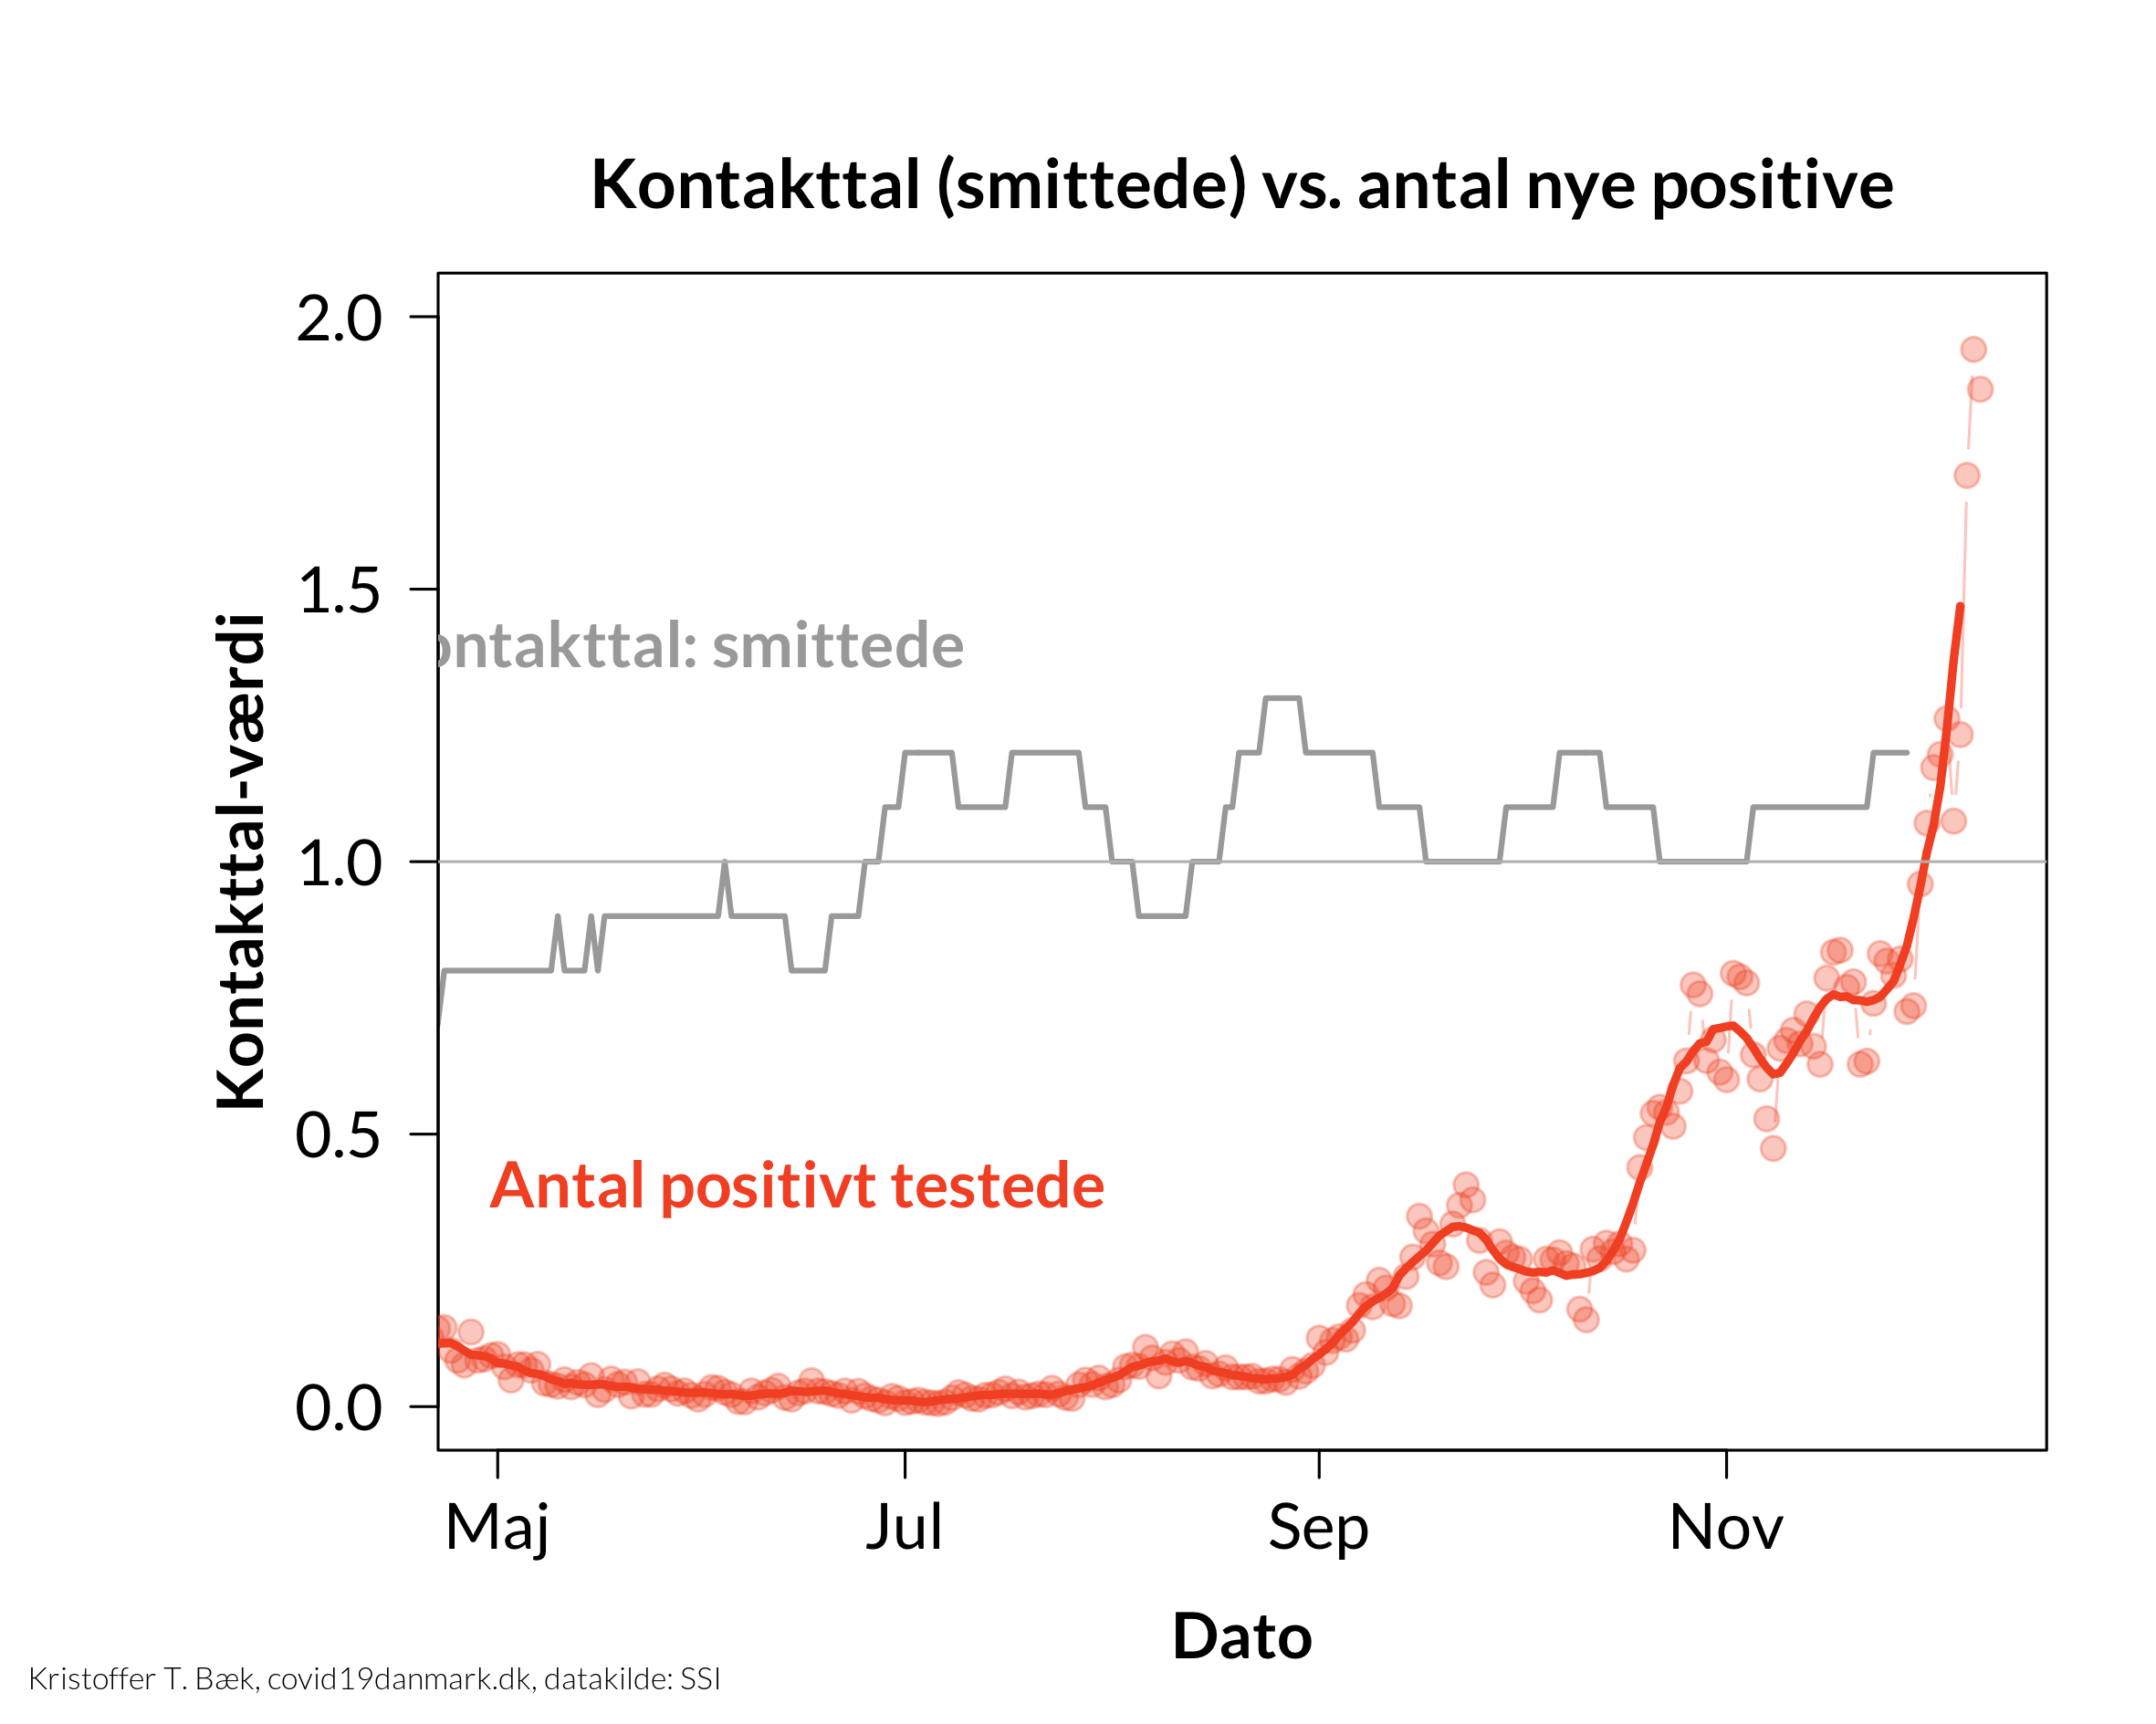 Kontakttal (smittede) vs. antal nye positive
Kontakttal-værdi
2.0
1.5
1.0
0.5
0.0
ontakttal: smittede
Antal positivt testede
Maj Jul Sep Nov
Dato
Kristoffer T. Bæk, covid19danmark.dk, datakilde: SSI